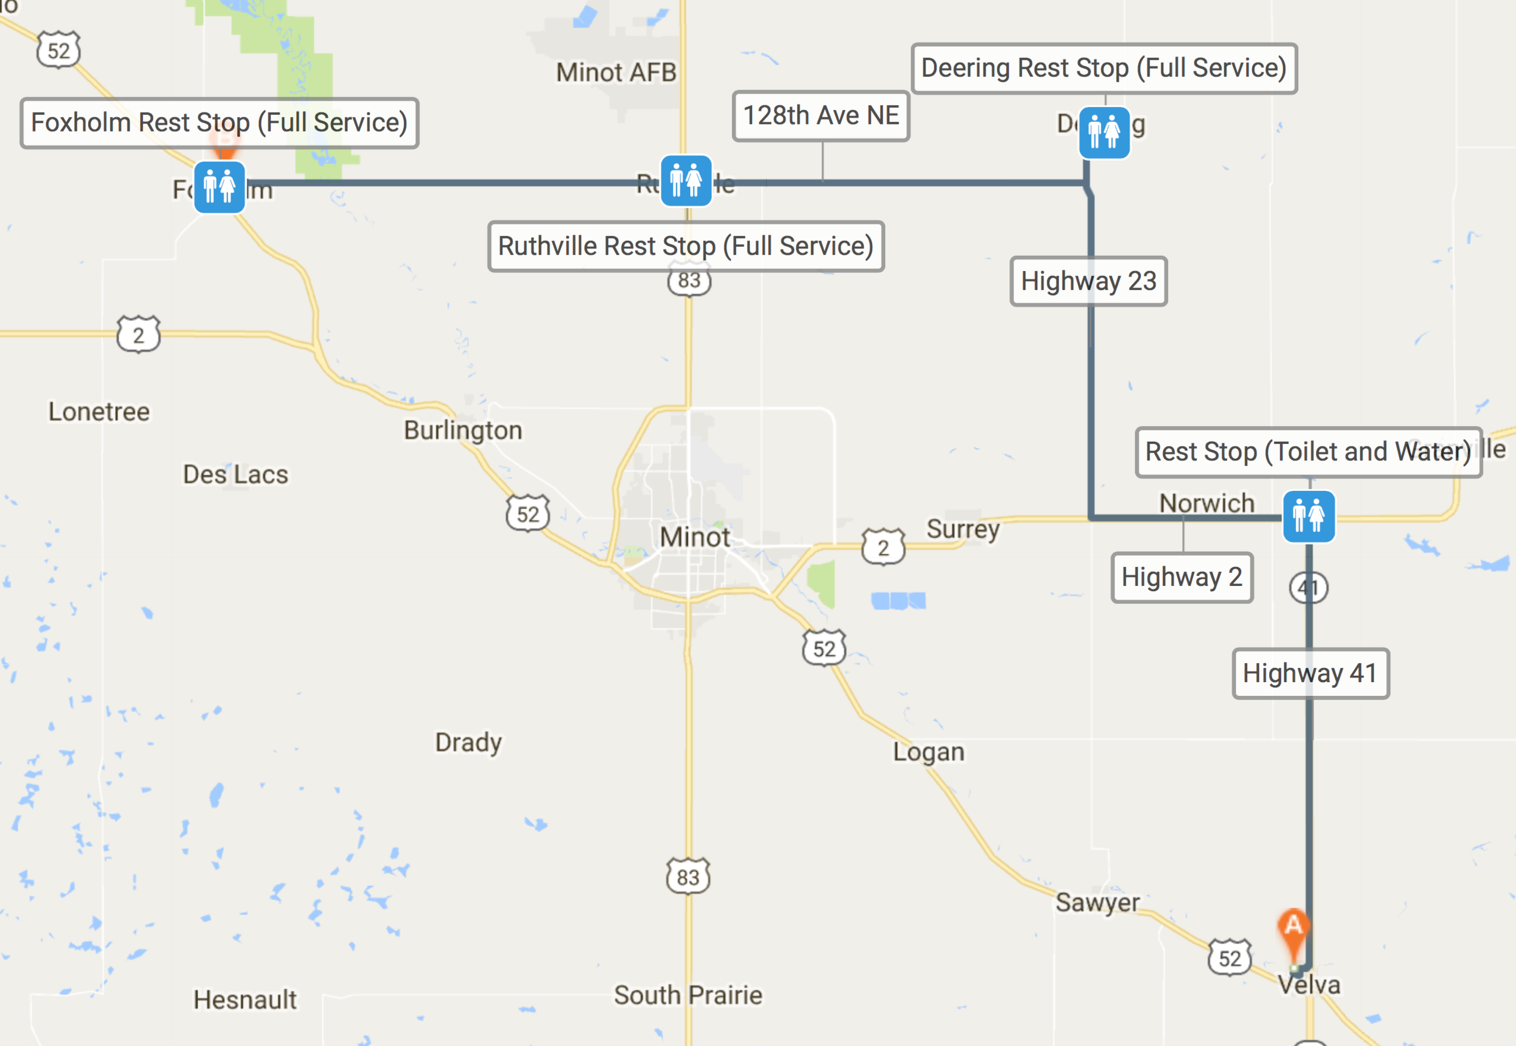 52
Minot AFB
Deering Rest Stop (Full Service)
Foxholm Rest Stop (Full Service)
128th Ave NE
Ruthville Rest Stop (Full Service)
83
Highway 23
2
Lonetree
Burlington
Des Lacs
Rest Stop (Toilet and Water)
Norwich
52
Minot
Surrey
2
Highway 2
41
52
Highway 41
Drady
Logan
83
Sawyer
A
52
Velva
Hesnault
South Prairie